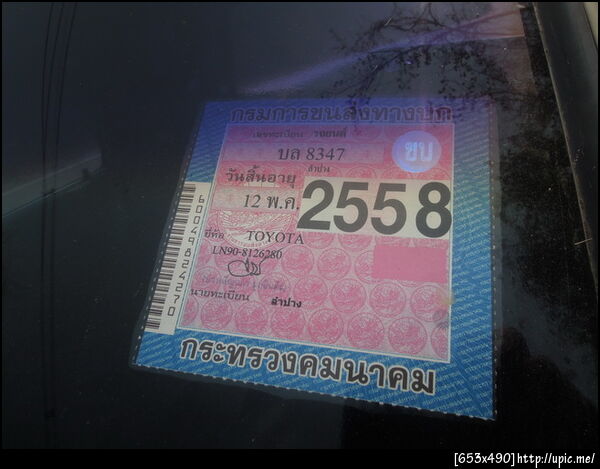 กรมการขนส่งทางบก
เลขทะเบียน รถยนต์
บล 8347
ลำปาง
ขบ
วันสิ้นอายุ
12 พ.ค. 2558
ยี่ห้อ TOYOTA
LN90-8126280
นายทะเบียน ลำปาง
60049824270
กระทรวงคมนาคม
[653x490]http://upic.me/